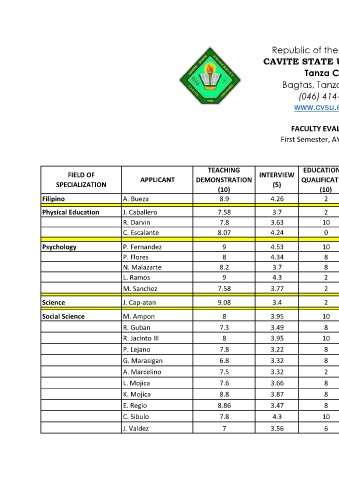 Republic of the
CAVITE STATE U
Tanza C
Bagtas, Tanza
(046) 414-
www.cvsu.e
FACULTY EVAL
First Semester, AY
FIELD OF SPECIALIZATION APPLICANT TEACHING DEMONSTRATION (10) INTERVIEW (5) EDUCATION QUALIFICAT (10)
Filipino A. Bueza 8.9 4.26 2
Physical Education J. Caballero 7.58 3.7 2
R. Darvin 7.8 3.63 10
C. Escalante 8.07 4.24 0
Psychology P. Fernandez 9 4.53 10
P. Flores 8 4.34 8
N. Malazarte 8.2 3.7 8
L. Ramos 9 4.3 2
M. Sanchez 7.58 3.77 2
Science J. Cap-atan 9.08 3.4 2
Social Science M. Ampon 8 3.95 10
R. Guban 7.3 3.49 8
R. Jacinto III 8 3.95 10
P. Lejano 7.8 3.22 8
G. Marasigan 6.8 3.32 8
A. Marcelino 7.5 3.32 2
L. Mojica 7.6 3.66 8
K. Mojica 8.8 3.87 8
E. Regio 8.86 3.47 8
C. Sibulo 7.8 4.3 10
J. Valdez 7 3.56 6